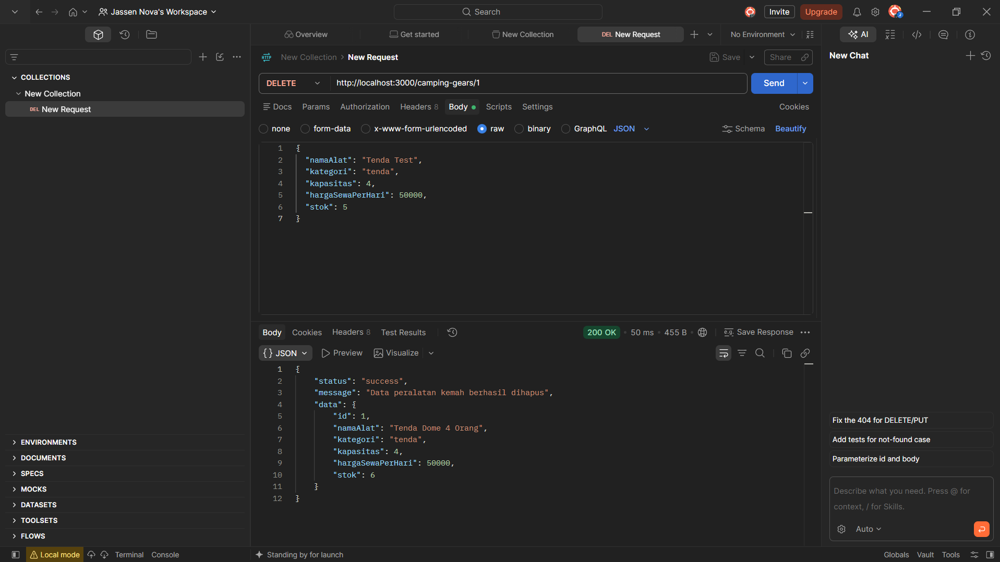 Jassen Nova's Workspace
Search
Invite
Upgrade
J
Overview
Get started
New Collection
DEL New Request
No Environment
AI
New Collection > New Request
Save
Share
New Chat
COLLECTIONS
New Collection
DEL New Request
HTTP
DELETE
http://localhost:3000/camping-gears/1
Send
Docs
Params
Authorization
Headers 8
Body
Scripts
Settings
Cookies
none
form-data
x-www-form-urlencoded
raw
binary
GraphQL
JSON
Schema
Beautify
1 {
2 "namaAlat": "Tenda Test",
3 "kategori": "tenda",
4 "kapasitas": 4,
5 "hargaSewaPerHari": 50000,
6 "stok": 5
7 }
Body
Cookies
Headers 8
Test Results
200 OK
50 ms
455 B
e.g. Save Response
{} JSON
Preview
Visualize
1 {
2 "status": "success",
3 "message": "Data peralatan kemah berhasil dihapus",
4 "data": {
5 "id": 1,
6 "namaAlat": "Tenda Dome 4 Orang",
7 "kategori": "tenda",
8 "kapasitas": 4,
9 "hargaSewaPerHari": 50000,
10 "stok": 6
11 }
12 }
ENVIRONMENTS
DOCUMENTS
SPECS
MOCKS
DATASETS
TOOLSETS
FLOWS
Fix the 404 for DELETE/PUT
Add tests for not-found case
Parameterize id and body
Describe what you need. Press @ for
context, / for Skills.
Auto
Local mode
Terminal
Console
Standing by for launch
Globals
Vault
Tools